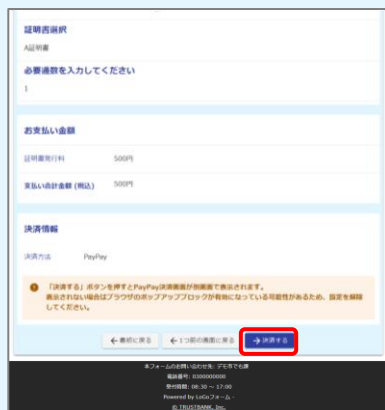 証明書選択
A証明書
必要通数を入力してください
1
お支払い金額
証明書発行料 500円
支払い合計金額 (税込) 500円
決済情報
決済方法 PayPay
「決済する」ボタンを押すとPayPay決済画面が別画面で表示されます。
表示されない場合はブラウザのポップアップブロックが有効になっている可能性があるため、設定を解除
してください。
← 最初に戻る ← 1つ前の画面に戻る → 決済する
本フォームのお問い合わせ先: デモ市でも課
電話番号: 0300000000
受付時間: 08:30 ～ 17:00
Powered by LoGoフォーム -
© TRUSTBANK, Inc.